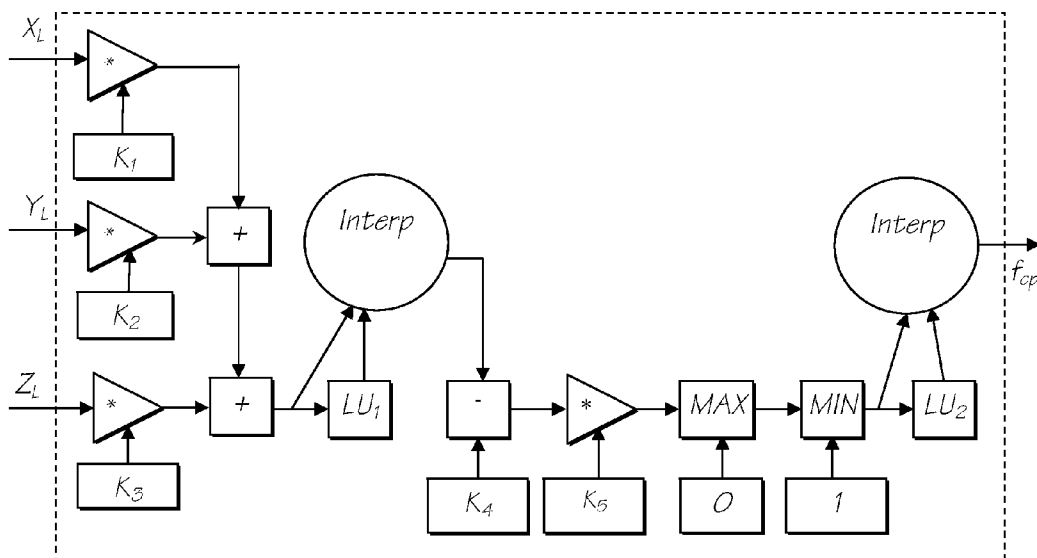 X_L
*
K_1
Y_L
*
+
Interp
Interp
f_cp
K_2
Z_L
*
+
LU_1
-
*
MAX
MIN
LU_2
K_3
K_4
K_5
0
1